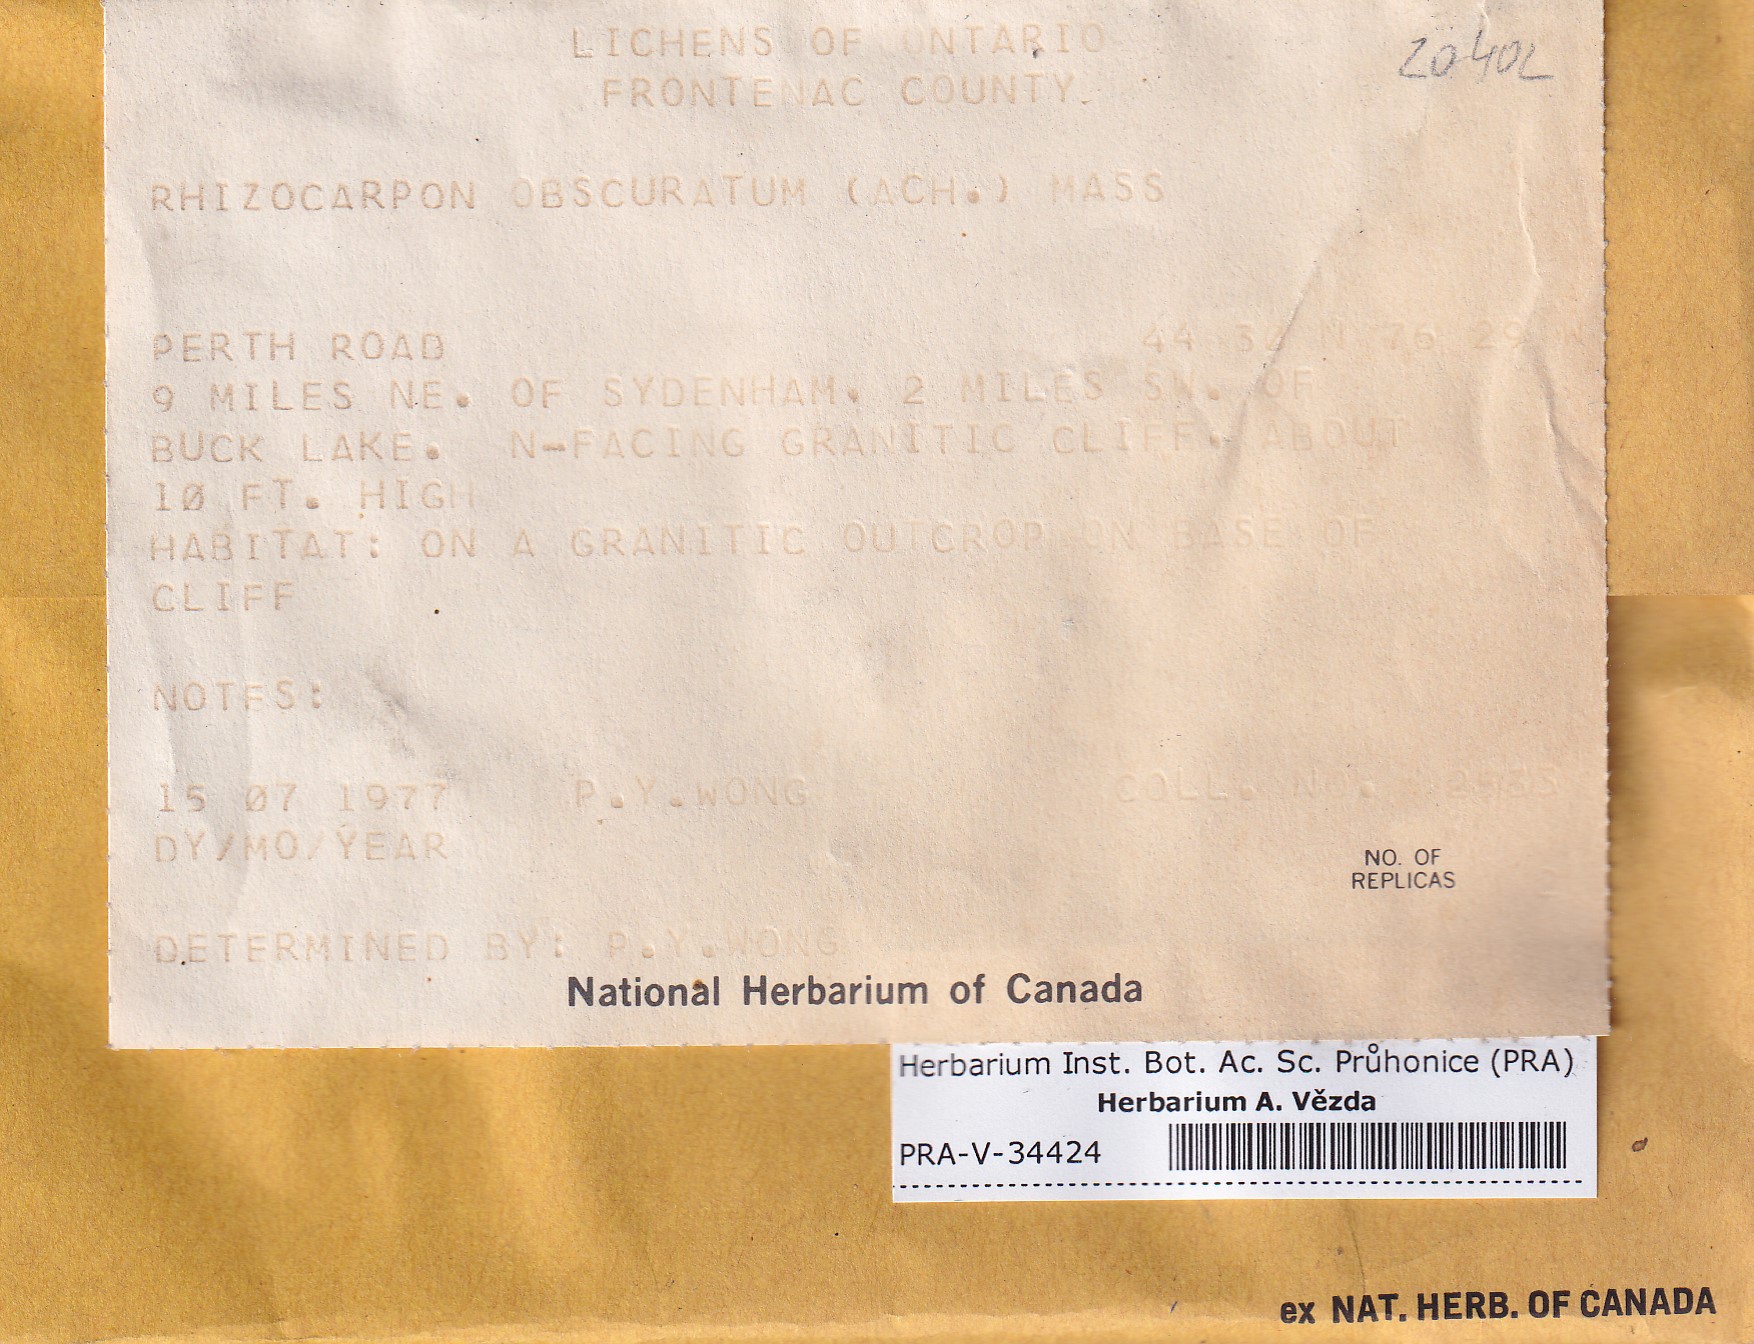 LICHENS OF ONTARIO
20402
FRONTENAC COUNTY.
RHIZOCARPON OBSCURATUM (ACH.) MASS
PERTH ROAD 44 N 76 29 W
9 MILES NE. OF SYDENHAM. 2 MILES SW. OF
BUCK LAKE. N-FACING GRANITIC CLIFF. ABOUT
10 FT. HIGH
HABITAT: ON A GRANITIC OUTCROP ON BASE OF
CLIFF
NOTES:
15 07 1977 P.Y.WONG COLL. NO.
DY/MO/YEAR
NO. OF
REPLICAS
DETERMINED BY: P.Y.WONG
National Herbarium of Canada
Herbarium Inst. Bot. Ac. Sc. Průhonice (PRA)
Herbarium A. Vězda
PRA-V-34424
ex NAT. HERB. OF CANADA